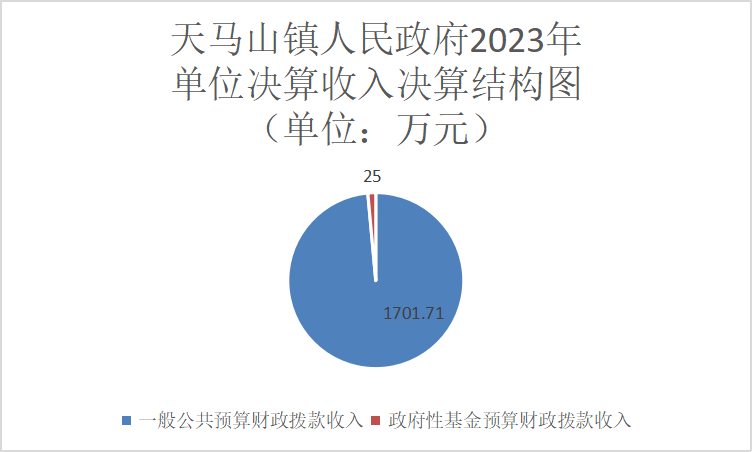 天马山镇人民政府2023年
单位决算收入决算结构图
（单位：万元）
25
1701.71
一般公共预算财政拨款收入
政府性基金预算财政拨款收入